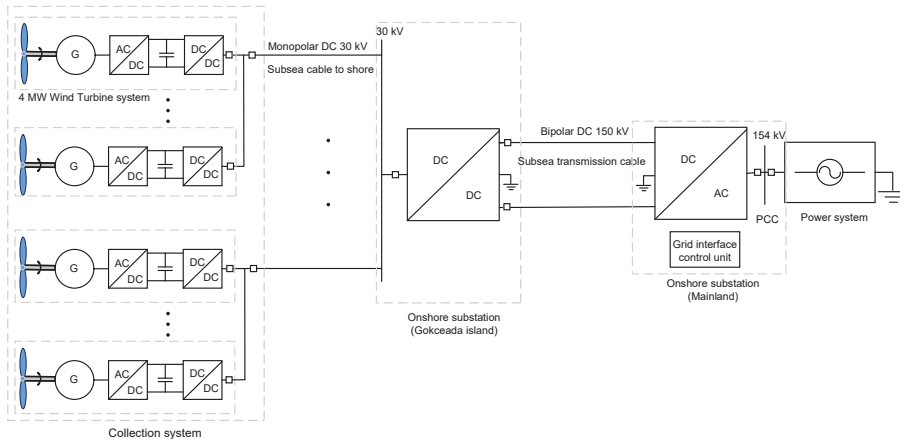 G
AC
DC
DC
DC
4 MW Wind Turbine system
G
AC
DC
DC
DC
G
AC
DC
DC
DC
G
AC
DC
DC
DC
Collection system
Monopolar DC 30 kV
Subsea cable to shore
30 kV
DC
DC
Onshore substation
(Gokceada island)
Bipolar DC 150 kV
Subsea transmission cable
DC
AC
Grid interface
control unit
Onshore substation
(Mainland)
154 kV
PCC
Power system